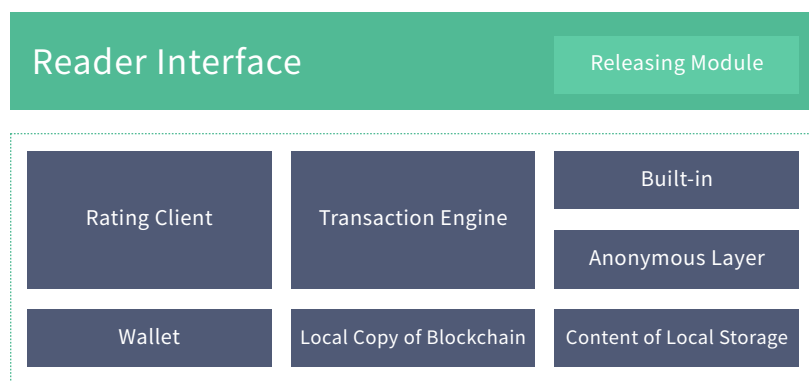 Reader Interface
Releasing Module
Rating Client
Transaction Engine
Built-in
Anonymous Layer
Wallet
Local Copy of Blockchain
Content of Local Storage